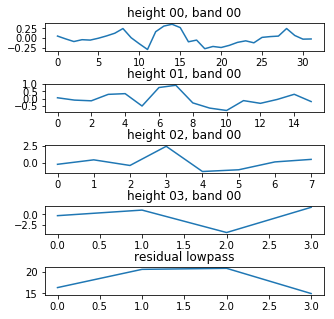 height 00, band 00
0.25
0.00
−0.25
0 5 10 15 20 25 30
height 01, band 00
1.0
0.5
0.0
−0.5
0 2 4 6 8 10 12 14
height 02, band 00
2.5
0.0
0 1 2 3 4 5 6 7
height 03, band 00
0.0
−2.5
0.0 0.5 1.0 1.5 2.0 2.5 3.0
residual lowpass
20
15
0.0 0.5 1.0 1.5 2.0 2.5 3.0